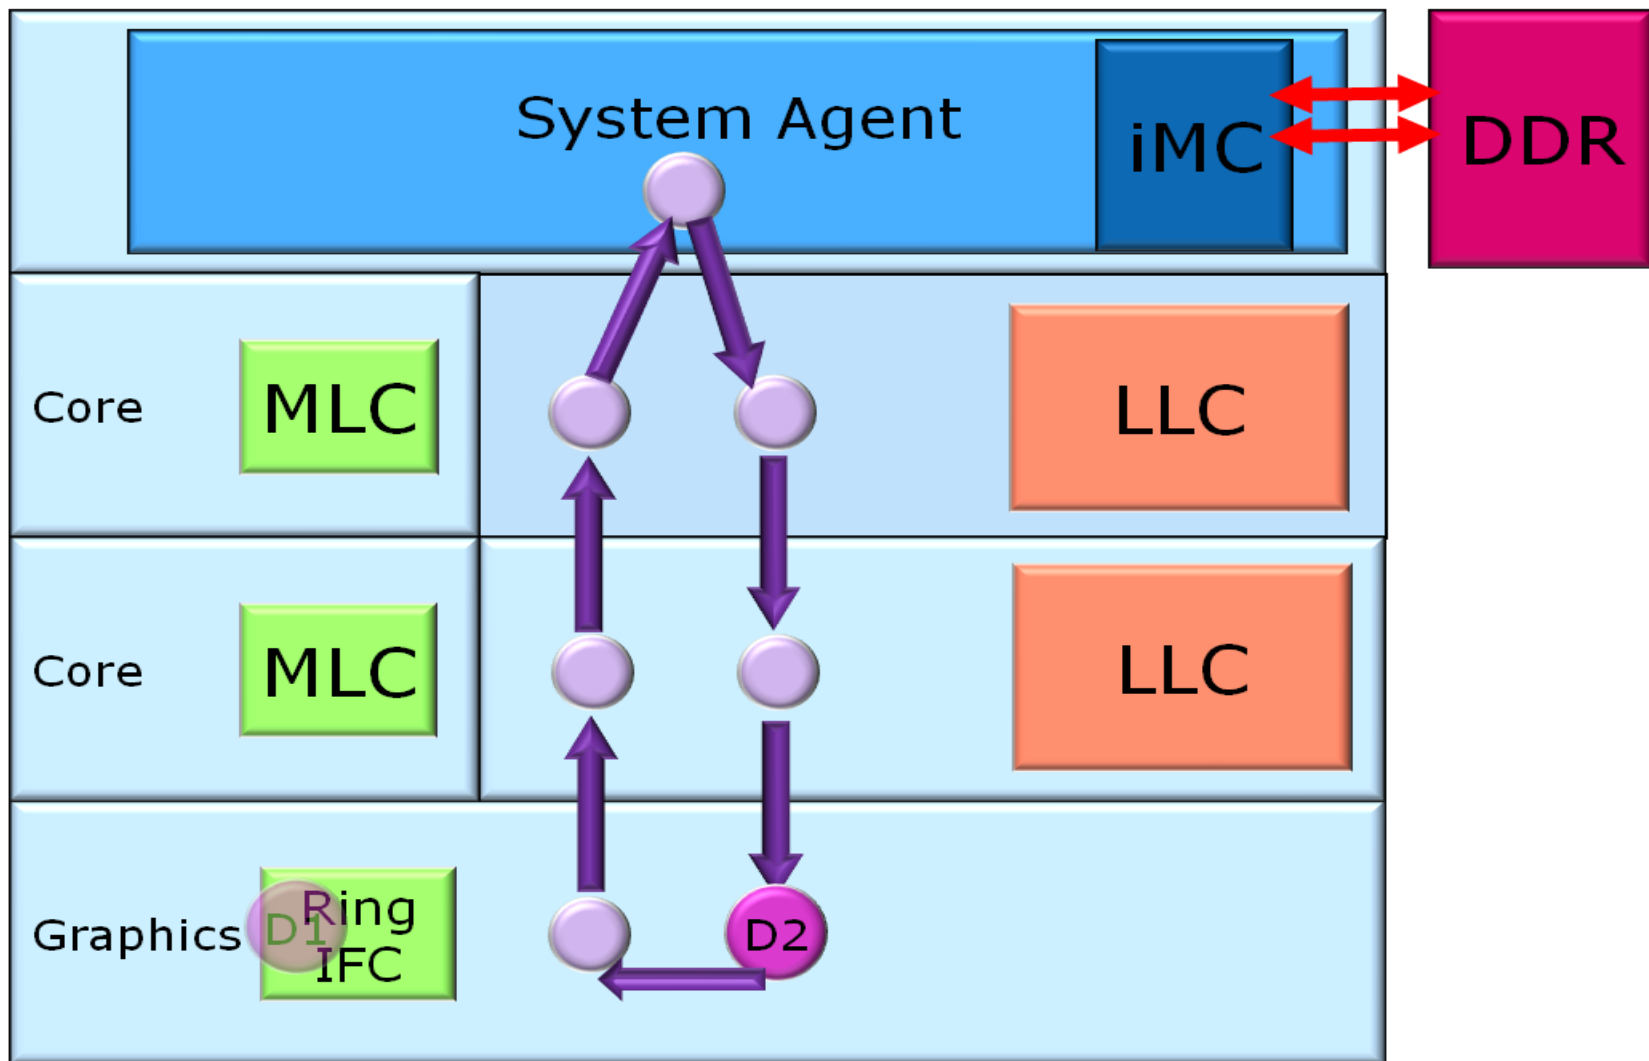 System Agent
iMC
DDR
Core
MLC
LLC
Core
MLC
LLC
Graphics
D1
Ring
IFC
D2